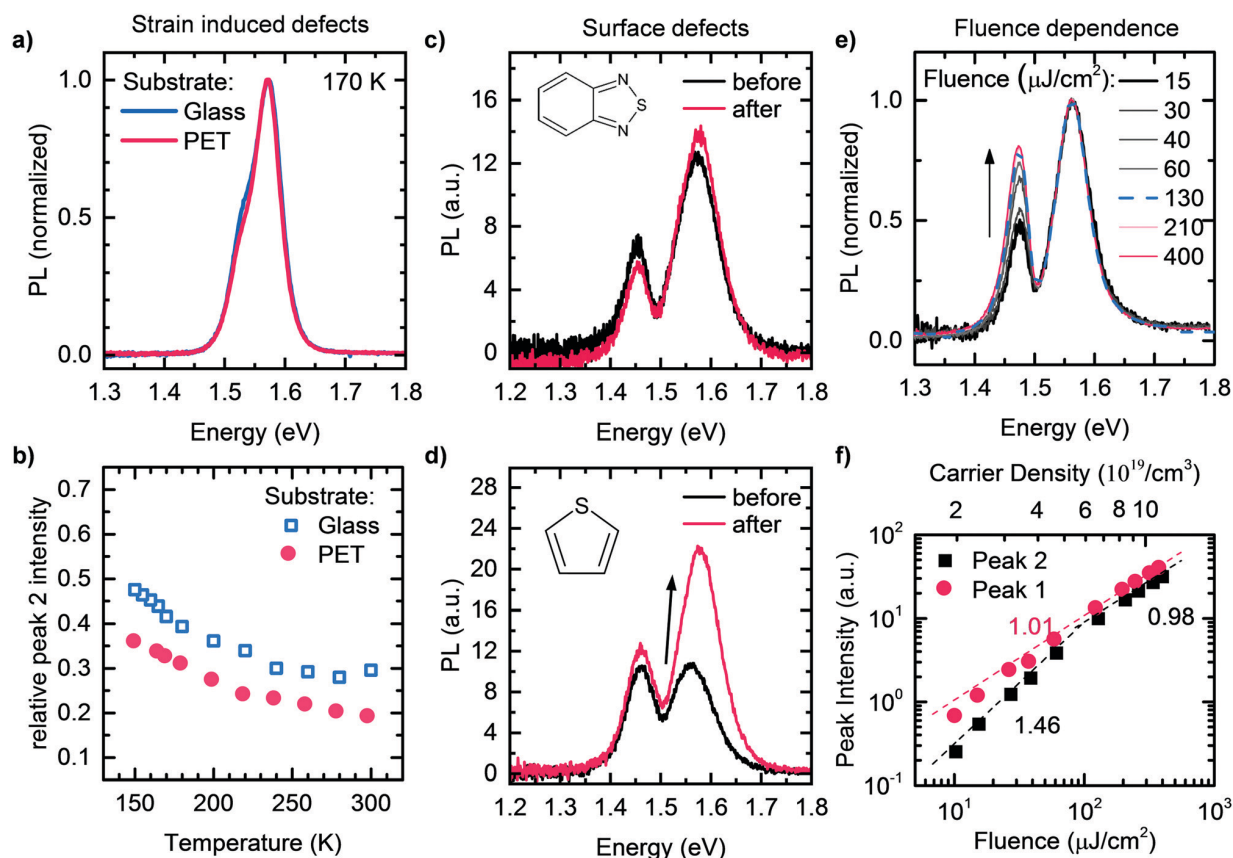 Strain induced defects
a)
Substrate: 170 K
Glass
PET
1.0
0.5
0.0
PL (normalized)
1.3 1.4 1.5 1.6 1.7 1.8
Energy (eV)
b)
0.7
0.6
0.5
0.4
0.3
0.2
0.1
relative peak 2 intensity
Substrate:
Glass
PET
150 200 250 300
Temperature (K)
Surface defects
c)
N
S
N
before
after
16
12
8
4
0
PL (a.u.)
1.2 1.3 1.4 1.5 1.6 1.7 1.8
Energy (eV)
d)
S
before
after
28
24
20
16
12
8
4
0
PL (a.u.)
1.2 1.3 1.4 1.5 1.6 1.7 1.8
Energy (eV)
Fluence dependence
e)
Fluence (μJ/cm²):
15
30
40
60
130
210
400
1.0
0.5
0.0
PL (normalized)
1.3 1.4 1.5 1.6 1.7 1.8
Energy (eV)
f)
Carrier Density (10¹⁹/cm³)
2 4 6 8 10
Peak 2
Peak 1
1.01
0.98
1.46
10²
10¹
10⁰
10⁻¹
Peak Intensity (a.u.)
10¹ 10² 10³
Fluence (μJ/cm²)